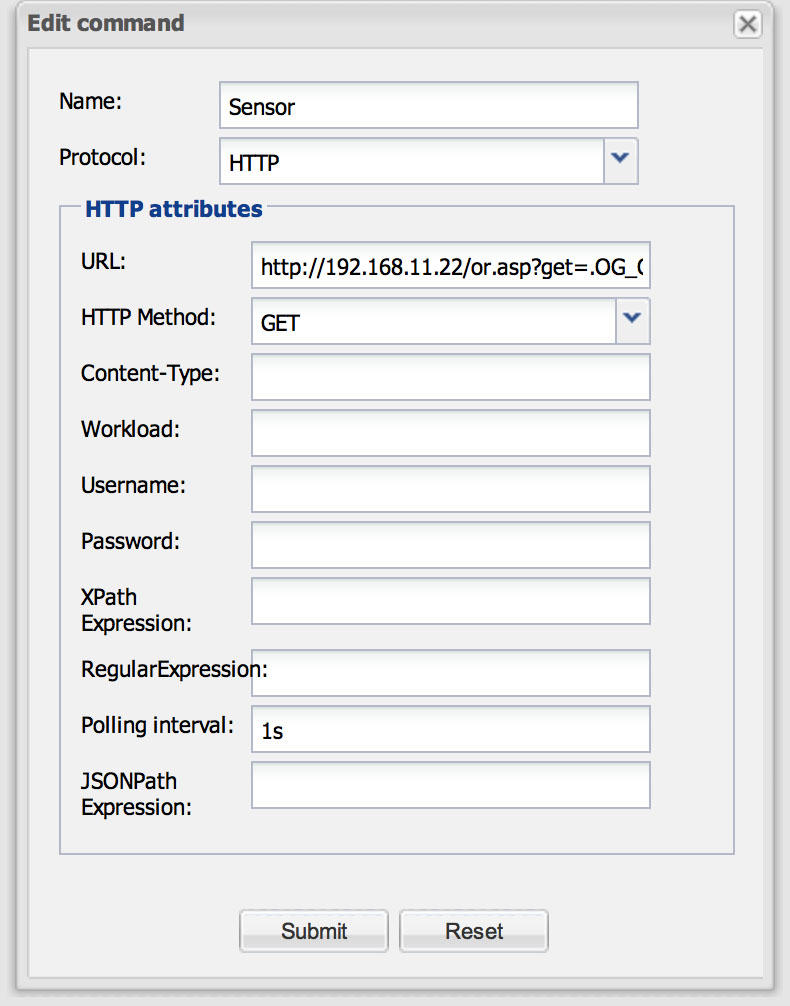 Edit command
Name:
Sensor
Protocol:
HTTP
HTTP attributes
URL:
http://192.168.11.22/or.asp?get=.OG_
HTTP Method:
GET
Content-Type:
Workload:
Username:
Password:
XPath
Expression:
RegularExpression:
Polling interval:
1s
JSONPath
Expression:
Submit
Reset